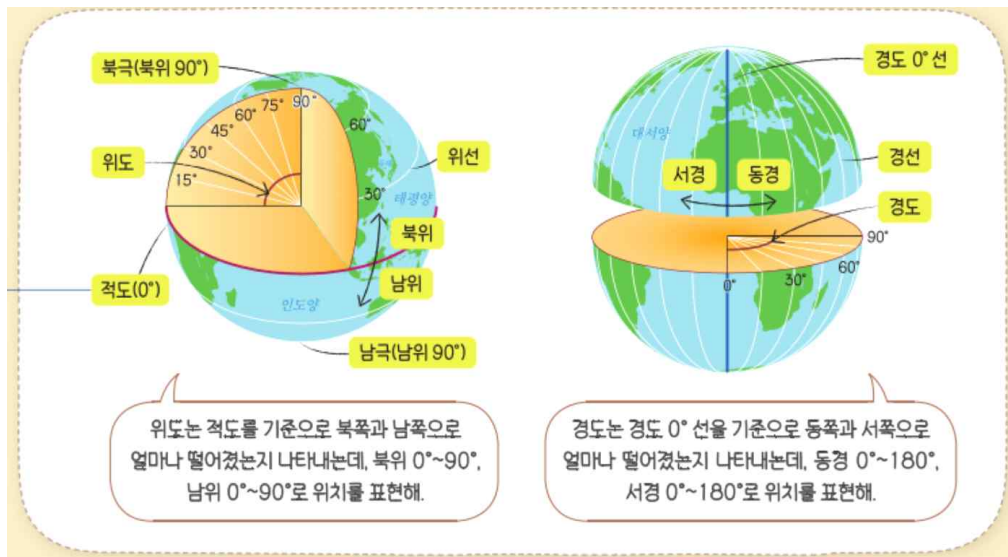 북극(북위 90°)
90°
75°
60°
45°
30°
15°
60°
30°
위도
위선
태평양
북위
남위
적도(0°)
인도양
남극(남위 90°)
위도는 적도를 기준으로 북쪽과 남쪽으로
얼마나 떨어졌는지 나타내는데, 북위 0°~90°,
남위 0°~90°로 위치를 표현해.
경도 0° 선
대서양
경선
서경
동경
경도
90°
60°
30°
0°
경도는 경도 0° 선을 기준으로 동쪽과 서쪽으로
얼마나 떨어졌는지 나타내는데, 동경 0°~180°,
서경 0°~180°로 위치를 표현해.